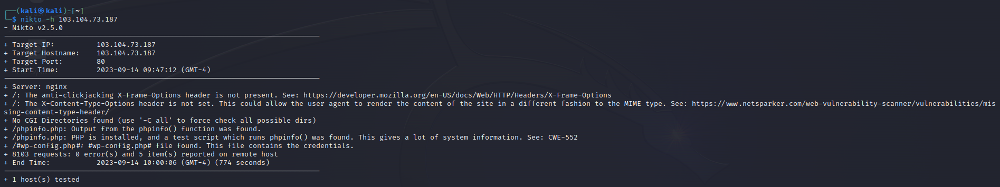 ┌──(kali㉿kali)-[~]
└─$ nikto -h 103.104.73.187
- Nikto v2.5.0
---------------------------------------------------------------------------
+ Target IP:          103.104.73.187
+ Target Hostname:    103.104.73.187
+ Target Port:        80
+ Start Time:         2023-09-14 09:47:12 (GMT-4)
---------------------------------------------------------------------------
+ Server: nginx
+ /: The anti-clickjacking X-Frame-Options header is not present. See: https://developer.mozilla.org/en-US/docs/Web/HTTP/Headers/X-Frame-Options
+ /: The X-Content-Type-Options header is not set. This could allow the user agent to render the content of the site in a different fashion to the MIME type. See: https://www.netsparker.com/web-vulnerability-scanner/vulnerabilities/mis
sing-content-type-header/
+ No CGI Directories found (use '-C all' to force check all possible dirs)
+ /phpinfo.php: Output from the phpinfo() function was found.
+ /phpinfo.php: PHP is installed, and a test script which runs phpinfo() was found. This gives a lot of system information. See: CWE-552
+ /#wp-config.php#: #wp-config.php# file found. This file contains the credentials.
+ 8103 requests: 0 error(s) and 5 item(s) reported on remote host
+ End Time:           2023-09-14 10:00:06 (GMT-4) (774 seconds)
---------------------------------------------------------------------------
+ 1 host(s) tested